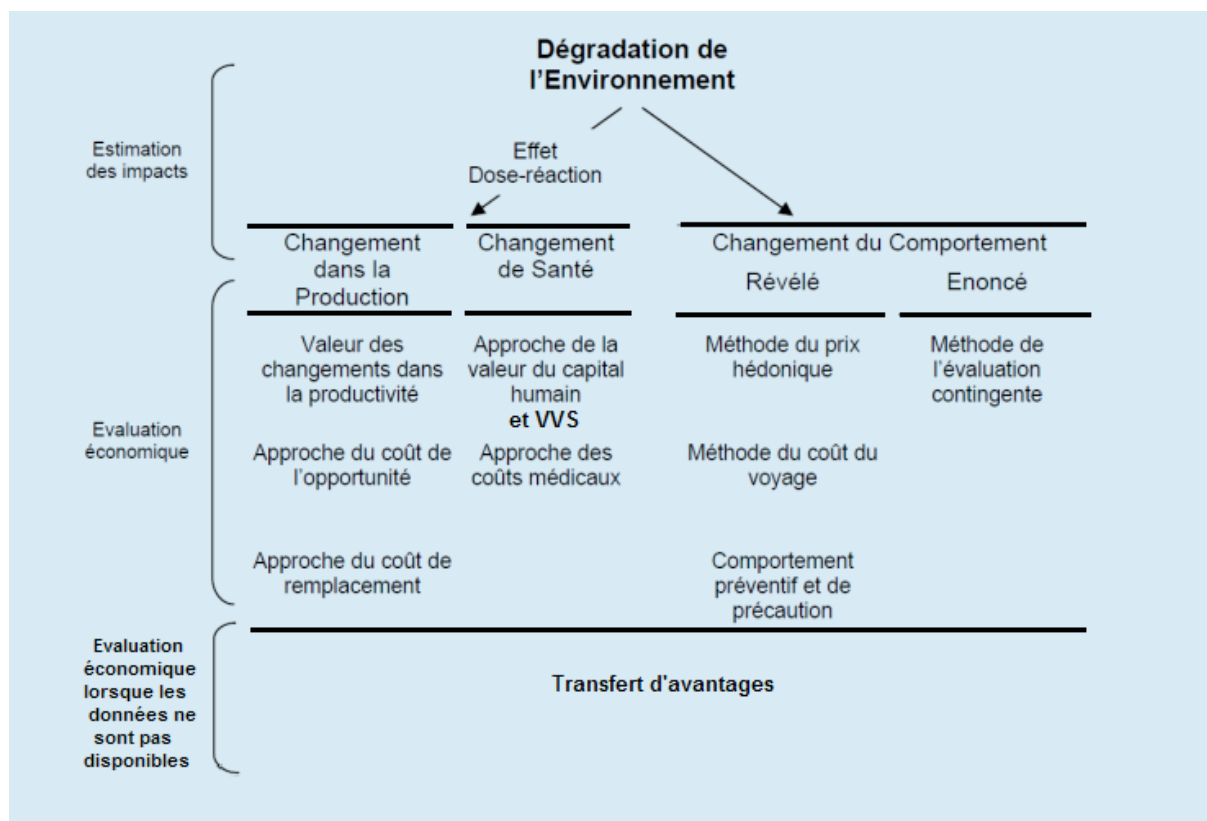 Dégradation de
l'Environnement
Estimation
des impacts
Effet
Dose-réaction
Changement
dans la
Production
Changement
de Santé
Changement du Comportement
Révélé
Enoncé
Evaluation
économique
Valeur des
changements dans
la productivité
Approche de la
valeur du capital
humain
et VVS
Méthode du prix
hédonique
Méthode de
l'évaluation
contingente
Approche du coût de
l'opportunité
Approche des
coûts médicaux
Méthode du coût du
voyage
Approche du coût de
remplacement
Comportement
préventif et de
précaution
Evaluation
économique
lorsque les
données ne
sont pas
disponibles
Transfert d'avantages